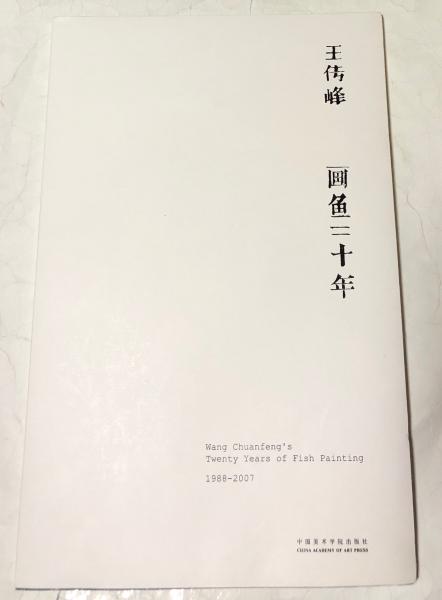 王传峰 画鱼二十年
Wang Chuanfeng's
Twenty Years of Fish Painting
1988-2007
中国美术学院出版社
CHINA ACADEMY OF ART PRESS